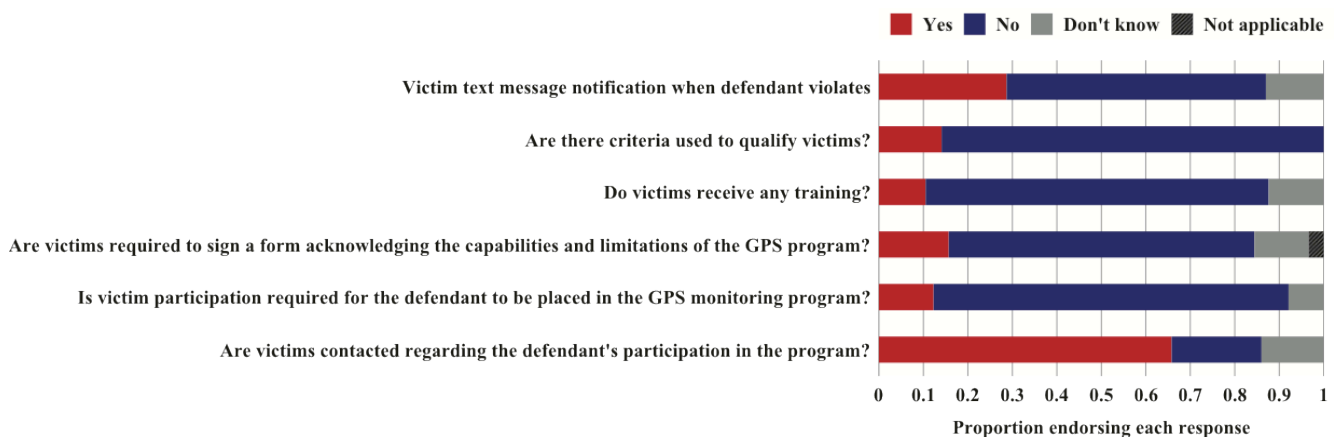 Yes No Don't know Not applicable
Victim text message notification when defendant violates
Are there criteria used to qualify victims?
Do victims receive any training?
Are victims required to sign a form acknowledging the capabilities and limitations of the GPS program?
Is victim participation required for the defendant to be placed in the GPS monitoring program?
Are victims contacted regarding the defendant's participation in the program?
0 0.1 0.2 0.3 0.4 0.5 0.6 0.7 0.8 0.9 1
Proportion endorsing each response